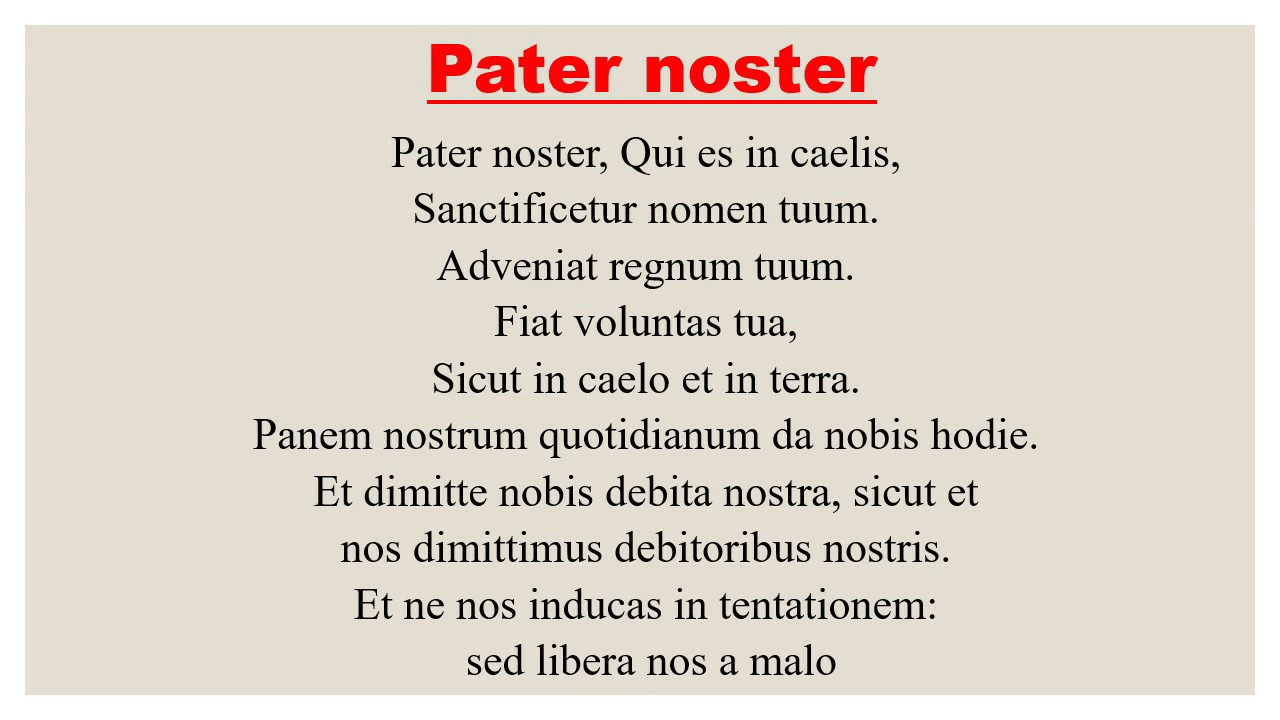 Pater noster
Pater noster, Qui es in caelis,
Sanctificetur nomen tuum.
Adveniat regnum tuum.
Fiat voluntas tua,
Sicut in caelo et in terra.
Panem nostrum quotidianum da nobis hodie.
Et dimitte nobis debita nostra, sicut et
nos dimittimus debitoribus nostris.
Et ne nos inducas in tentationem:
sed libera nos a malo